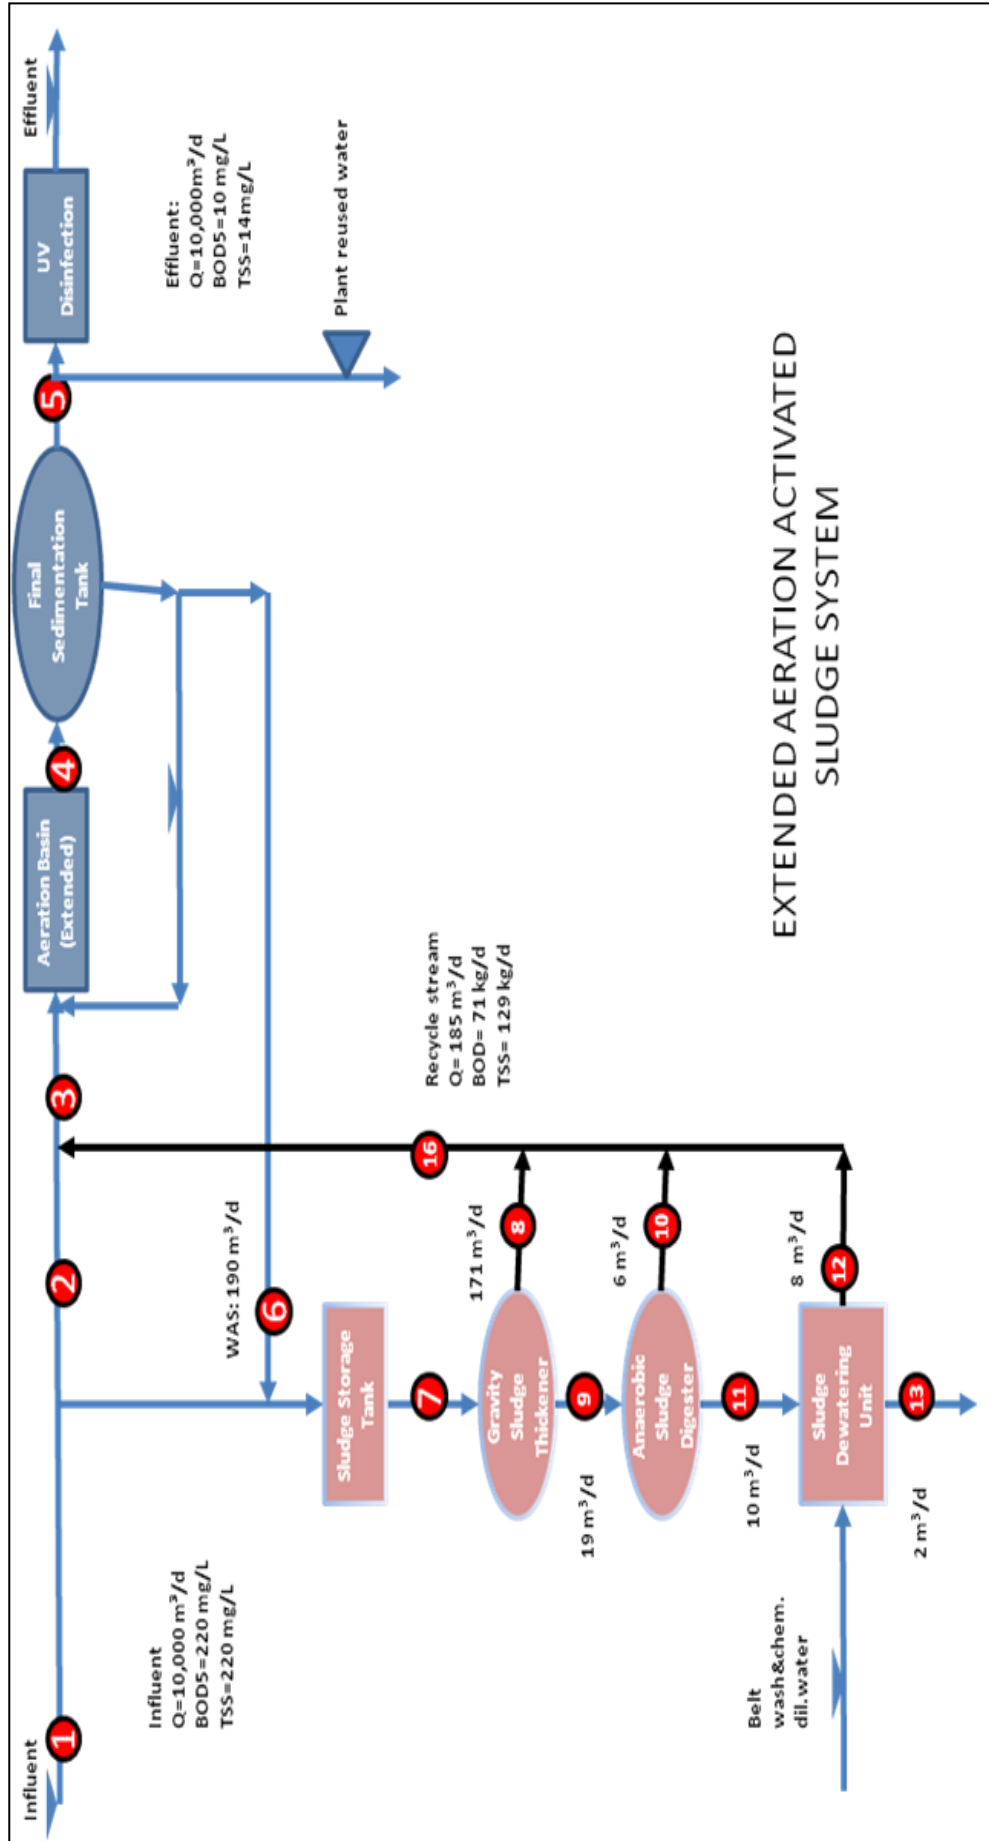 Influent
1
2
3
Aeration Basin
(Extended)
4
Final
Sedimentation
Tank
5
UV
Disinfection
Effluent
Influent
Q=10,000 m³/d
BOD5=220 mg/L
TSS=220 mg/L
WAS: 190 m³/d
6
Effluent:
Q=10,000m³/d
BOD5=10 mg/L
TSS=14mg/L
Plant reused water
Sludge Storage
Tank
7
Recycle stream
Q= 185 m³/d
BOD= 71 kg/d
TSS= 129 kg/d
16
Gravity
Sludge
Thickener
171 m³/d
8
19 m³/d
9
Anaerobic
Sludge
Digester
6 m³/d
10
10 m³/d
11
Belt
wash&chem.
dil.water
Sludge
Dewatering
Unit
8 m³/d
12
2 m³/d
13
EXTENDED AERATION ACTIVATED
SLUDGE SYSTEM